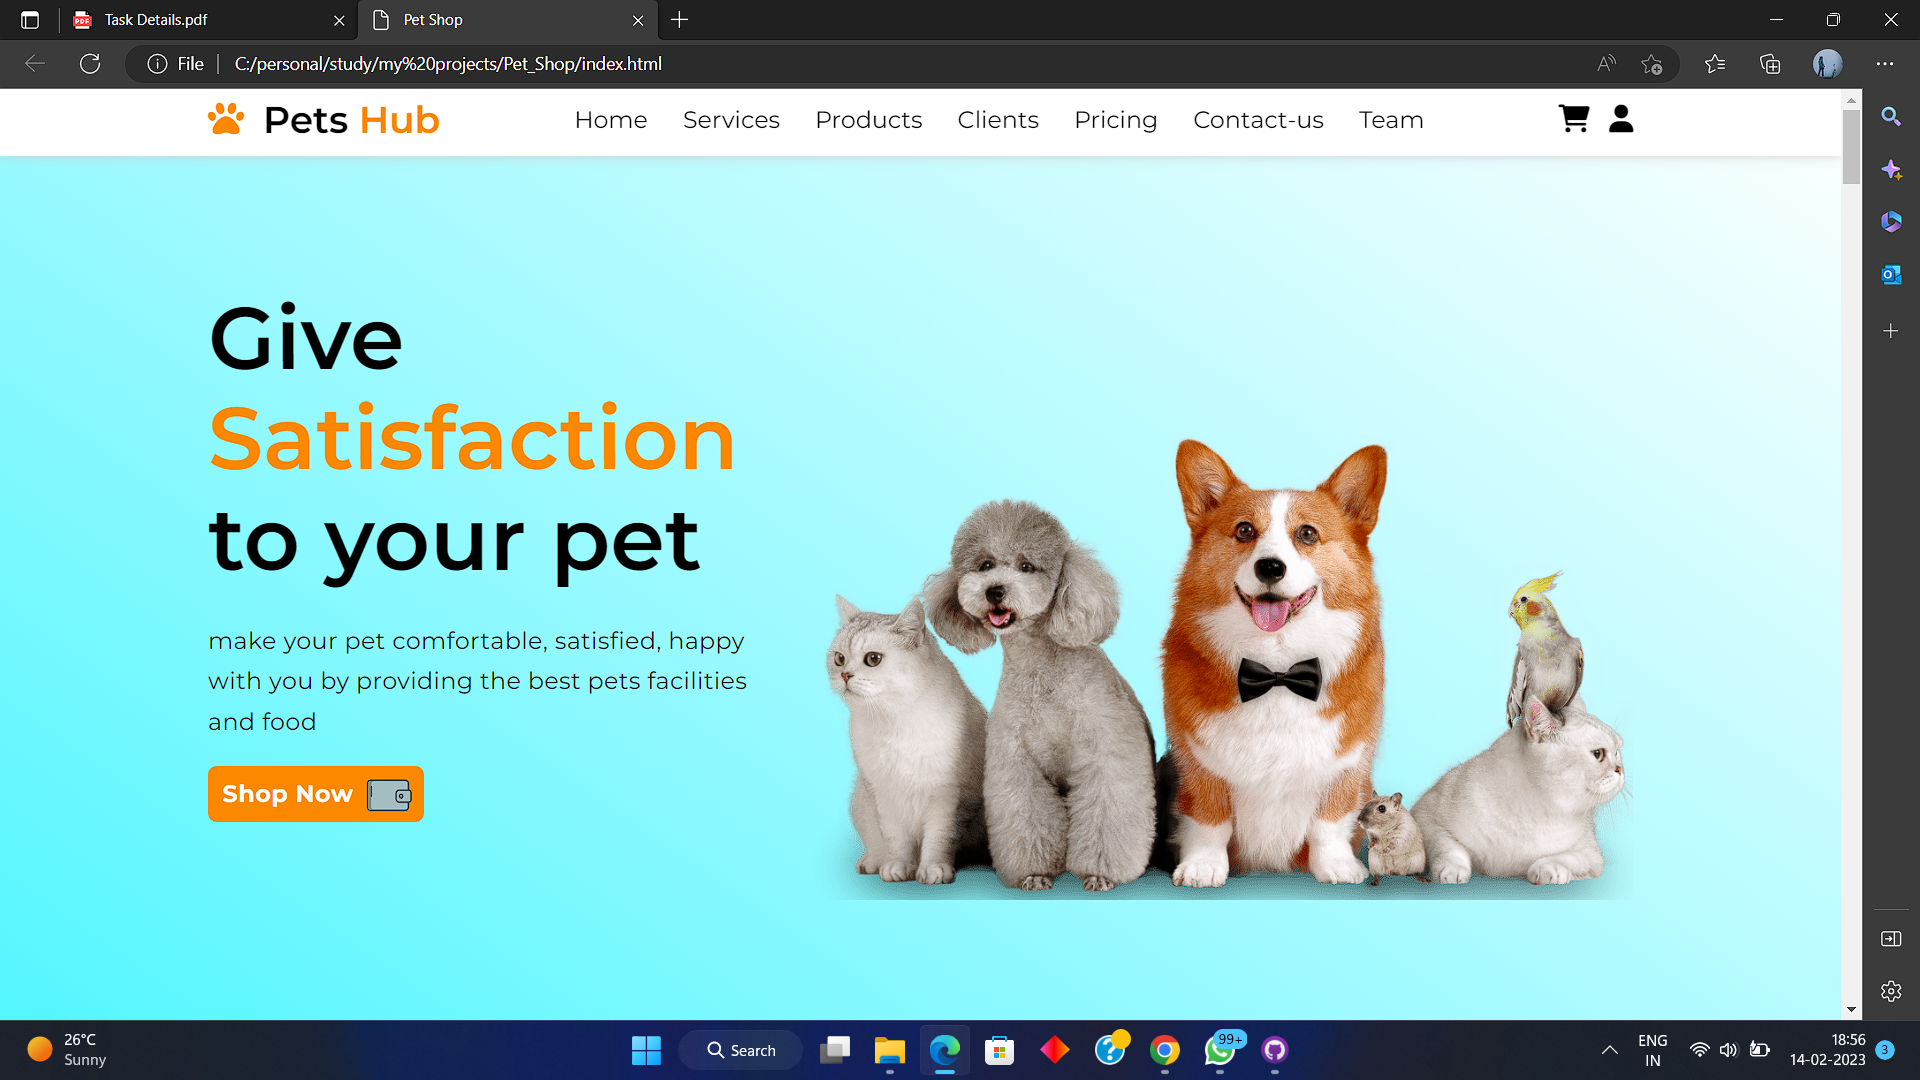 Task Details.pdf
Pet Shop
File
C:/personal/study/my%20projects/Pet_Shop/index.html
Pets Hub
Home Services Products Clients Pricing Contact-us Team
Give
Satisfaction
to your pet
make your pet comfortable, satisfied, happy
with you by providing the best pets facilities
and food
Shop Now
26°C
Sunny
Search
99+
ENG
IN
18:56
14-02-2023
3